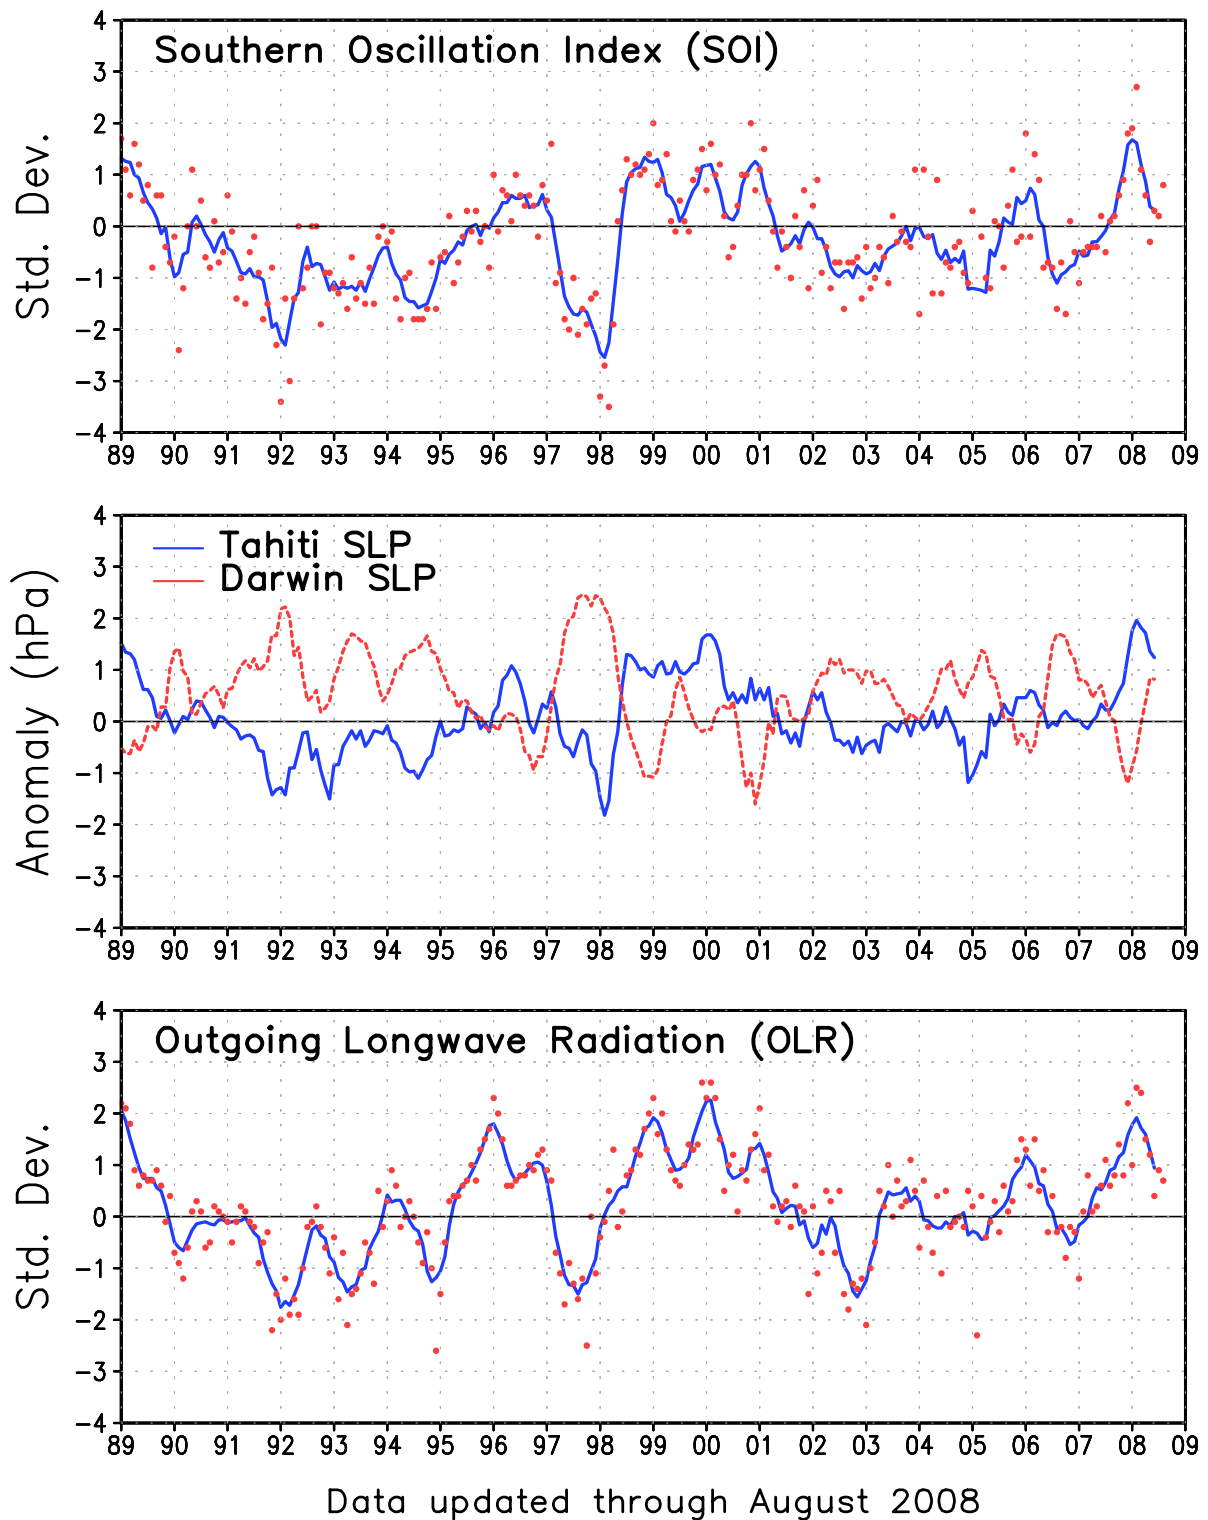 Southern Oscillation Index (SOI)
Std. Dev.
4
3
2
1
0
−1
−2
−3
−4
89 90 91 92 93 94 95 96 97 98 99 00 01 02 03 04 05 06 07 08 09
Tahiti SLP
Darwin SLP
Anomaly (hPa)
4
3
2
1
0
−1
−2
−3
−4
89 90 91 92 93 94 95 96 97 98 99 00 01 02 03 04 05 06 07 08 09
Outgoing Longwave Radiation (OLR)
Std. Dev.
4
3
2
1
0
−1
−2
−3
−4
89 90 91 92 93 94 95 96 97 98 99 00 01 02 03 04 05 06 07 08 09
Data updated through August 2008